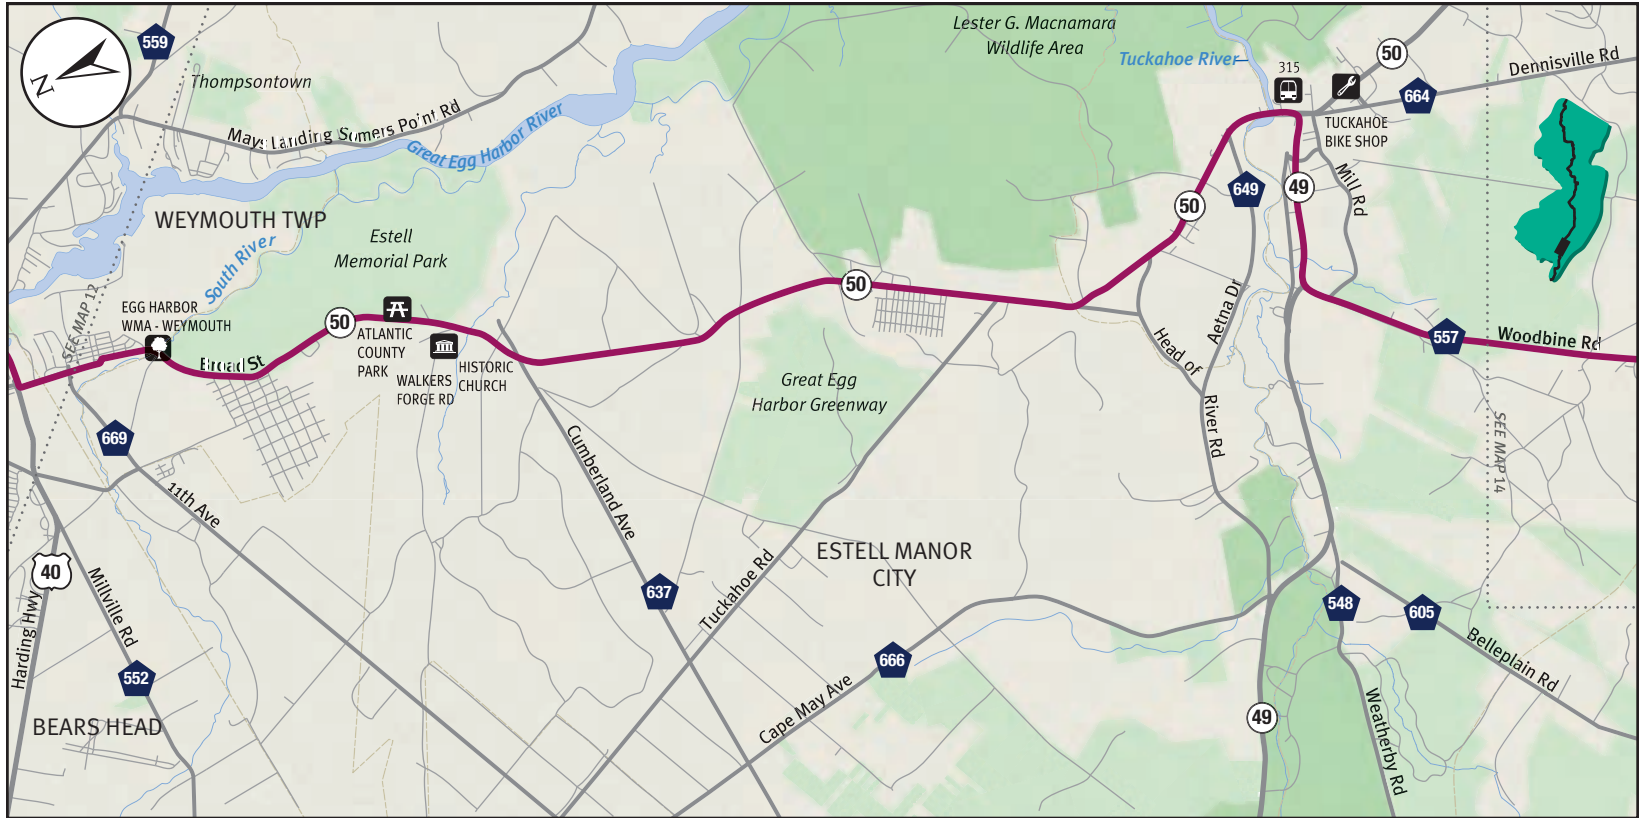 N
559
Thompsontown
Mays Landing Somers Point Rd
Great Egg Harbor River
Lester G. Macnamara
Wildlife Area
Tuckahoe River
315
50
Dennisville Rd
664
TUCKAHOE
BIKE SHOP
Mill Rd
49
649
50
WEYMOUTH TWP
South River
Estell
Memorial Park
SEE MAP 12
EGG HARBOR
WMA - WEYMOUTH
Broad St
50
ATLANTIC
COUNTY
PARK
WALKERS
FORGE RD
HISTORIC
CHURCH
50
Great Egg
Harbor Greenway
Head of
River Rd
Aetna Dr
557
Woodbine Rd
SEE MAP 14
669
11th Ave
Cumberland Ave
637
Tuckahoe Rd
ESTELL MANOR
CITY
40
Harding Hwy
Millville Rd
552
BEARS HEAD
666
Cape May Ave
548
605
Belleplain Rd
49
Weatherby Rd